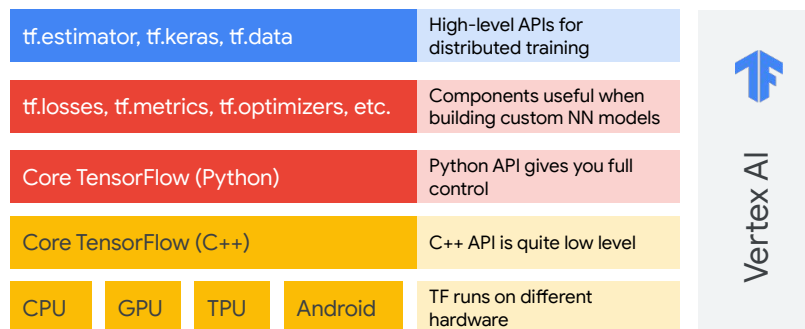 tf.estimator, tf.keras, tf.data
High-level APIs for
distributed training
tf.losses, tf.metrics, tf.optimizers, etc.
Components useful when
building custom NN models
Core TensorFlow (Python)
Python API gives you full
control
Core TensorFlow (C++)
C++ API is quite low level
CPU
GPU
TPU
Android
TF runs on different
hardware
Vertex AI